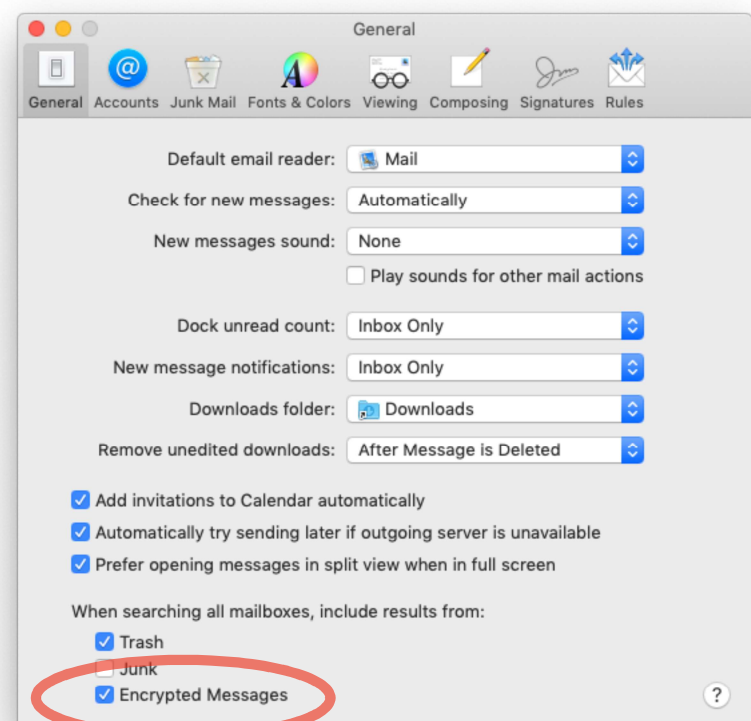 General
General Accounts Junk Mail Fonts & Colors Viewing Composing Signatures Rules
Default email reader: Mail
Check for new messages: Automatically
New messages sound: None
Play sounds for other mail actions
Dock unread count: Inbox Only
New message notifications: Inbox Only
Downloads folder: Downloads
Remove unedited downloads: After Message is Deleted
Add invitations to Calendar automatically
Automatically try sending later if outgoing server is unavailable
Prefer opening messages in split view when in full screen
When searching all mailboxes, include results from:
Trash
Junk
Encrypted Messages
?